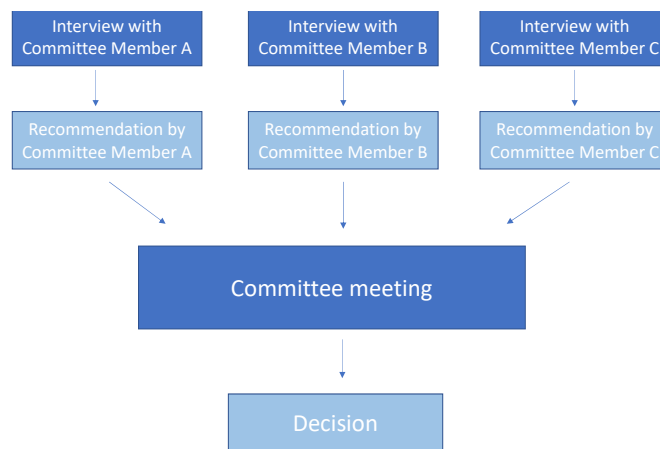 Interview with
Committee Member A
Interview with
Committee Member B
Interview with
Committee Member C
Recommendation by
Committee Member A
Recommendation by
Committee Member B
Recommendation by
Committee Member C
Committee meeting
Decision